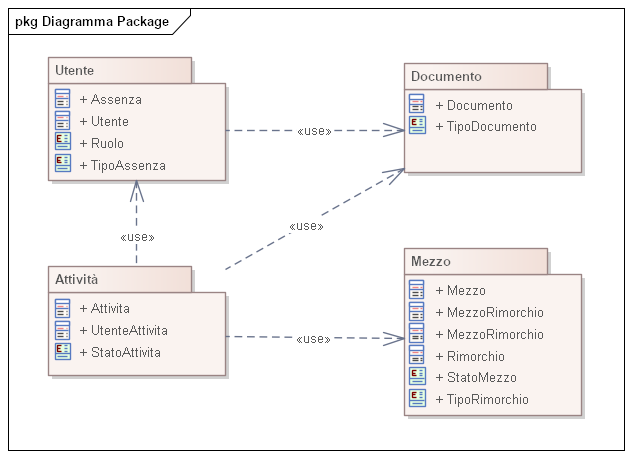 pkg Diagramma Package
Utente
+ Assenza
+ Utente
+ Ruolo
+ TipoAssenza
«use»
Documento
+ Documento
+ TipoDocumento
«use»
«use»
Attività
+ Attivita
+ UtenteAttivita
+ StatoAttivita
«use»
Mezzo
+ Mezzo
+ MezzoRimorchio
+ MezzoRimorchio
+ Rimorchio
+ StatoMezzo
+ TipoRimorchio